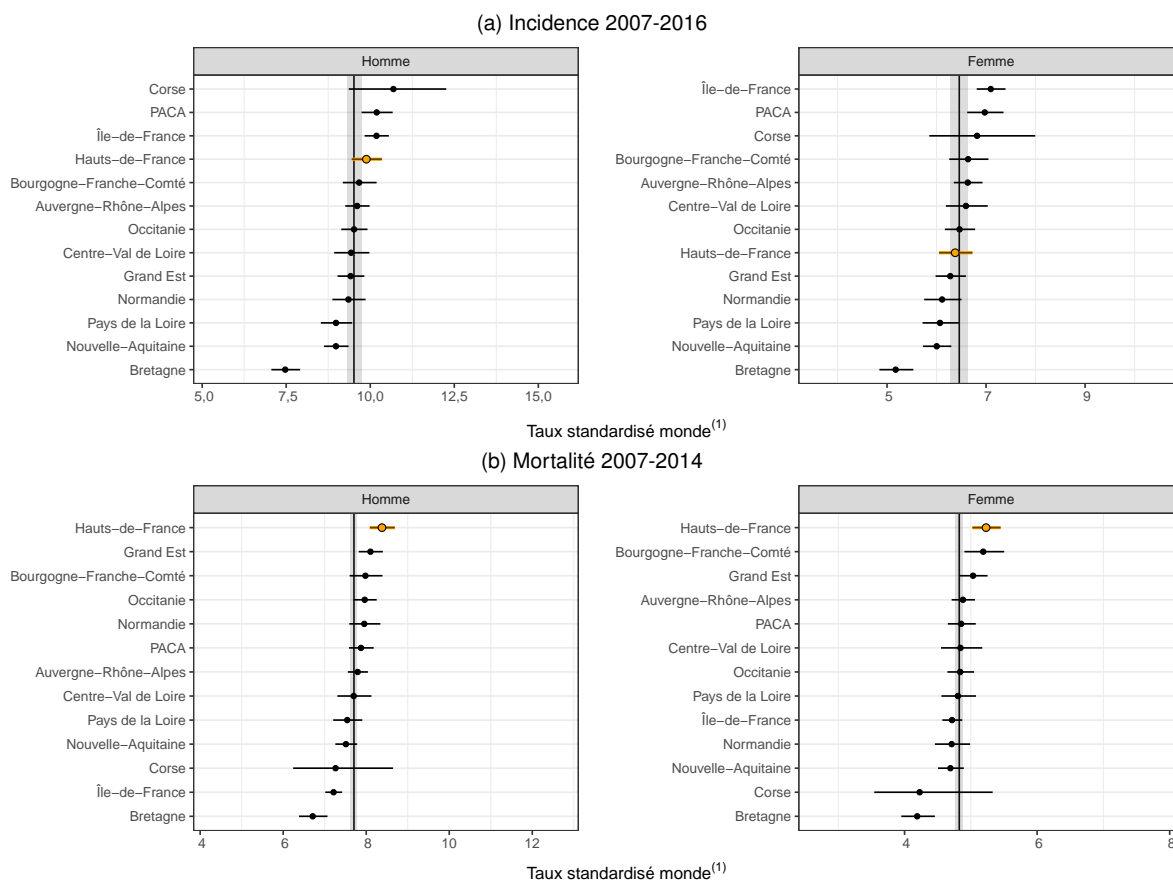 (a) Incidence 2007-2016
Homme
Corse
PACA
Île−de−France
Hauts−de−France
Bourgogne−Franche−Comté
Auvergne−Rhône−Alpes
Occitanie
Centre−Val de Loire
Grand Est
Normandie
Pays de la Loire
Nouvelle−Aquitaine
Bretagne
5,0 7,5 10,0 12,5 15,0
Femme
Île−de−France
PACA
Corse
Bourgogne−Franche−Comté
Auvergne−Rhône−Alpes
Centre−Val de Loire
Occitanie
Hauts−de−France
Grand Est
Normandie
Pays de la Loire
Nouvelle−Aquitaine
Bretagne
5 7 9
Taux standardisé monde(1)
(b) Mortalité 2007-2014
Homme
Hauts−de−France
Grand Est
Bourgogne−Franche−Comté
Occitanie
Normandie
PACA
Auvergne−Rhône−Alpes
Centre−Val de Loire
Pays de la Loire
Nouvelle−Aquitaine
Corse
Île−de−France
Bretagne
4 6 8 10 12
Femme
Hauts−de−France
Bourgogne−Franche−Comté
Grand Est
Auvergne−Rhône−Alpes
PACA
Centre−Val de Loire
Occitanie
Pays de la Loire
Île−de−France
Normandie
Nouvelle−Aquitaine
Corse
Bretagne
4 6 8
Taux standardisé monde(1)